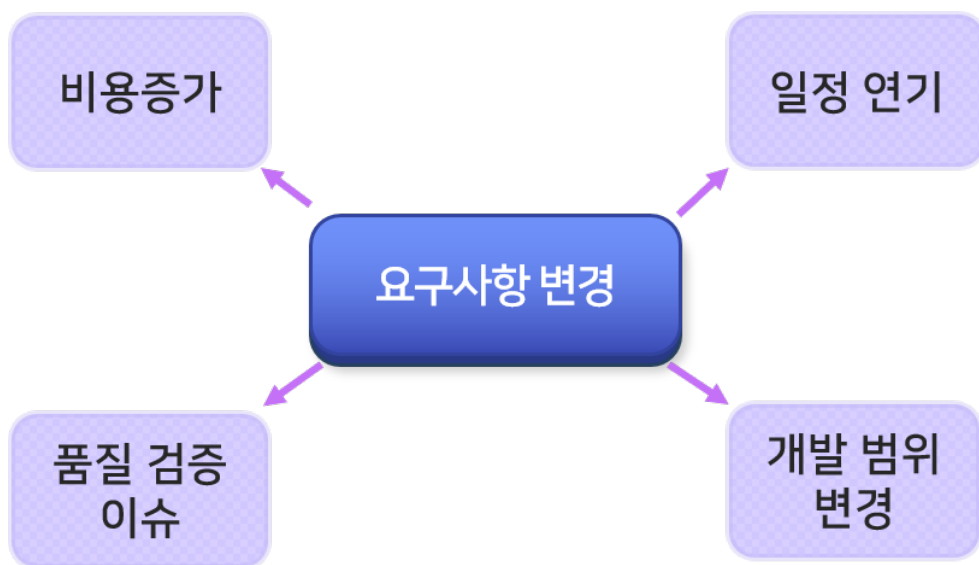 비용증가
일정 연기
요구사항 변경
품질 검증
이슈
개발 범위
변경